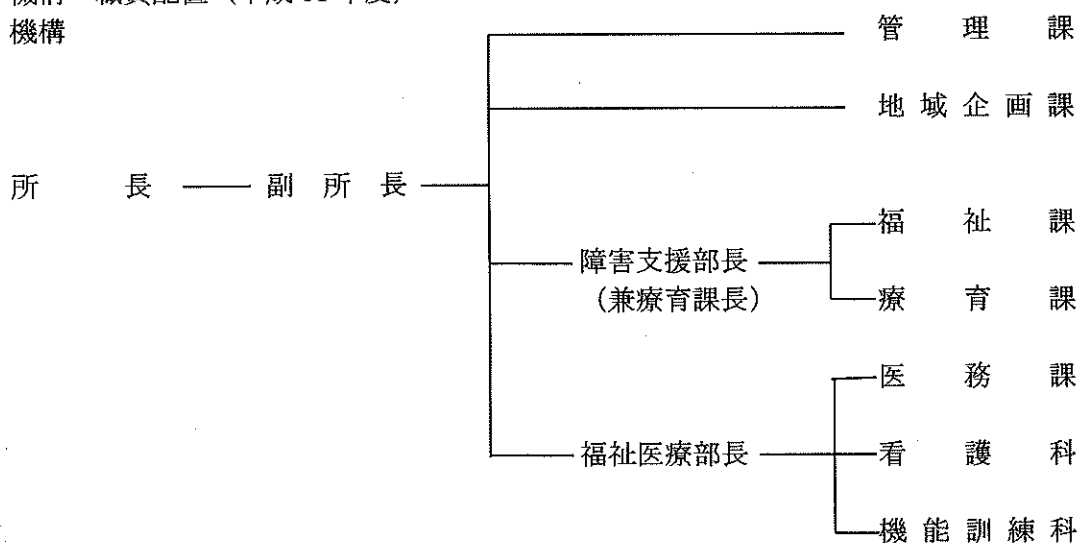 機構
管理課
地域企画課
所長
副所長
福祉課
障害支援部長
(兼療育課長)
療育課
医務課
福祉医療部長
看護科
機能訓練科